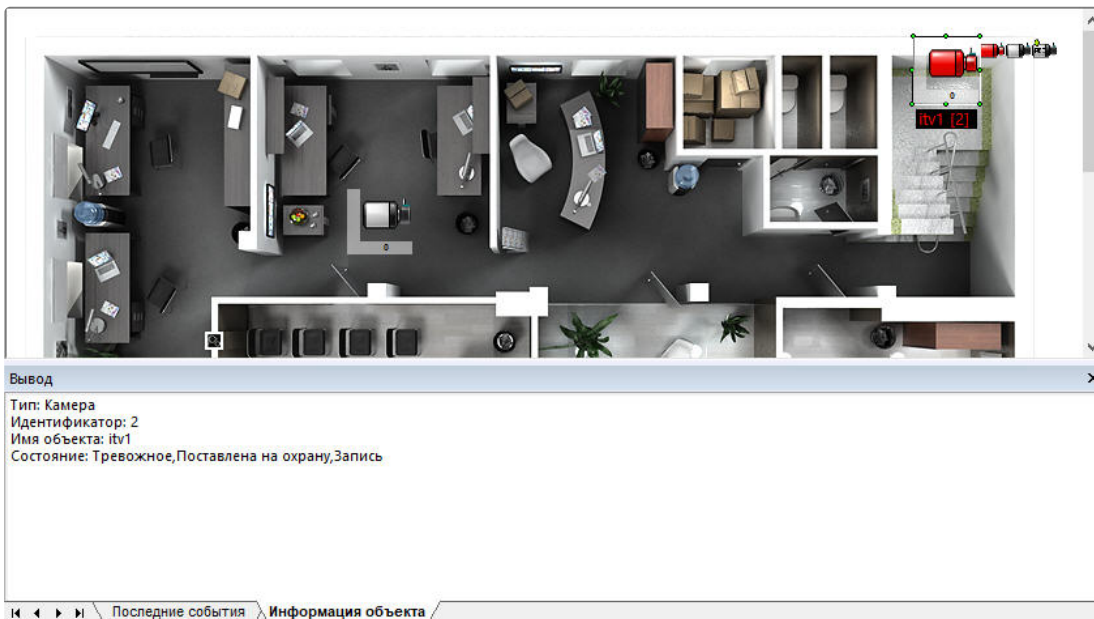 itv1 [2]
Вывод
Тип: Камера
Идентификатор: 2
Имя объекта: itv1
Состояние: Тревожное,Поставлена на охрану,Запись
Последние события
Информация объекта